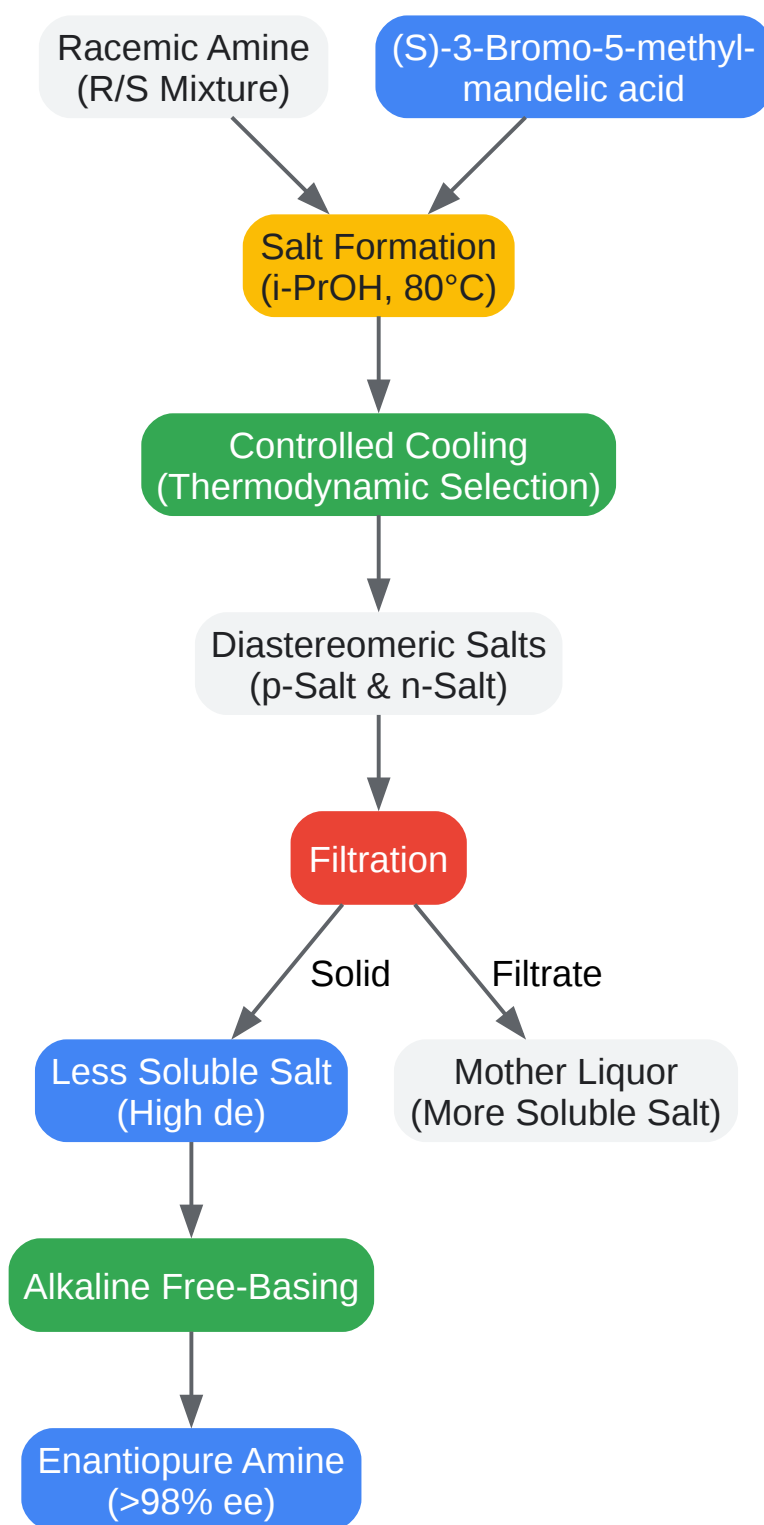 Racemic Amine
(R/S Mixture)
(S)-3-Bromo-5-methyl-
mandelic acid
Salt Formation
(i-PrOH, 80°C)
Controlled Cooling
(Thermodynamic Selection)
Diastereomeric Salts
(p-Salt & n-Salt)
Filtration
Solid
Filtrate
Less Soluble Salt
(High de)
Mother Liquor
(More Soluble Salt)
Alkaline Free-Basing
Enantiopure Amine
(>98% ee)